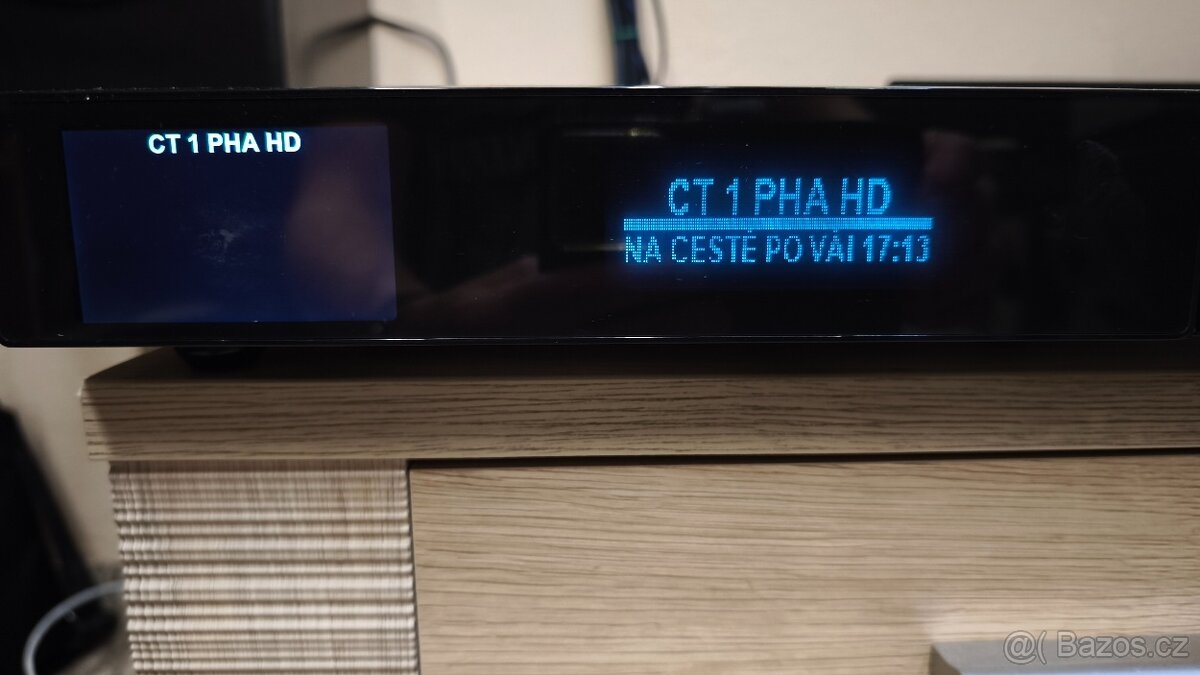 CT 1 PHA HD
CT 1 PHA HD
NA CESTĚ PO VÁI 17:13
@( Bazos.cz